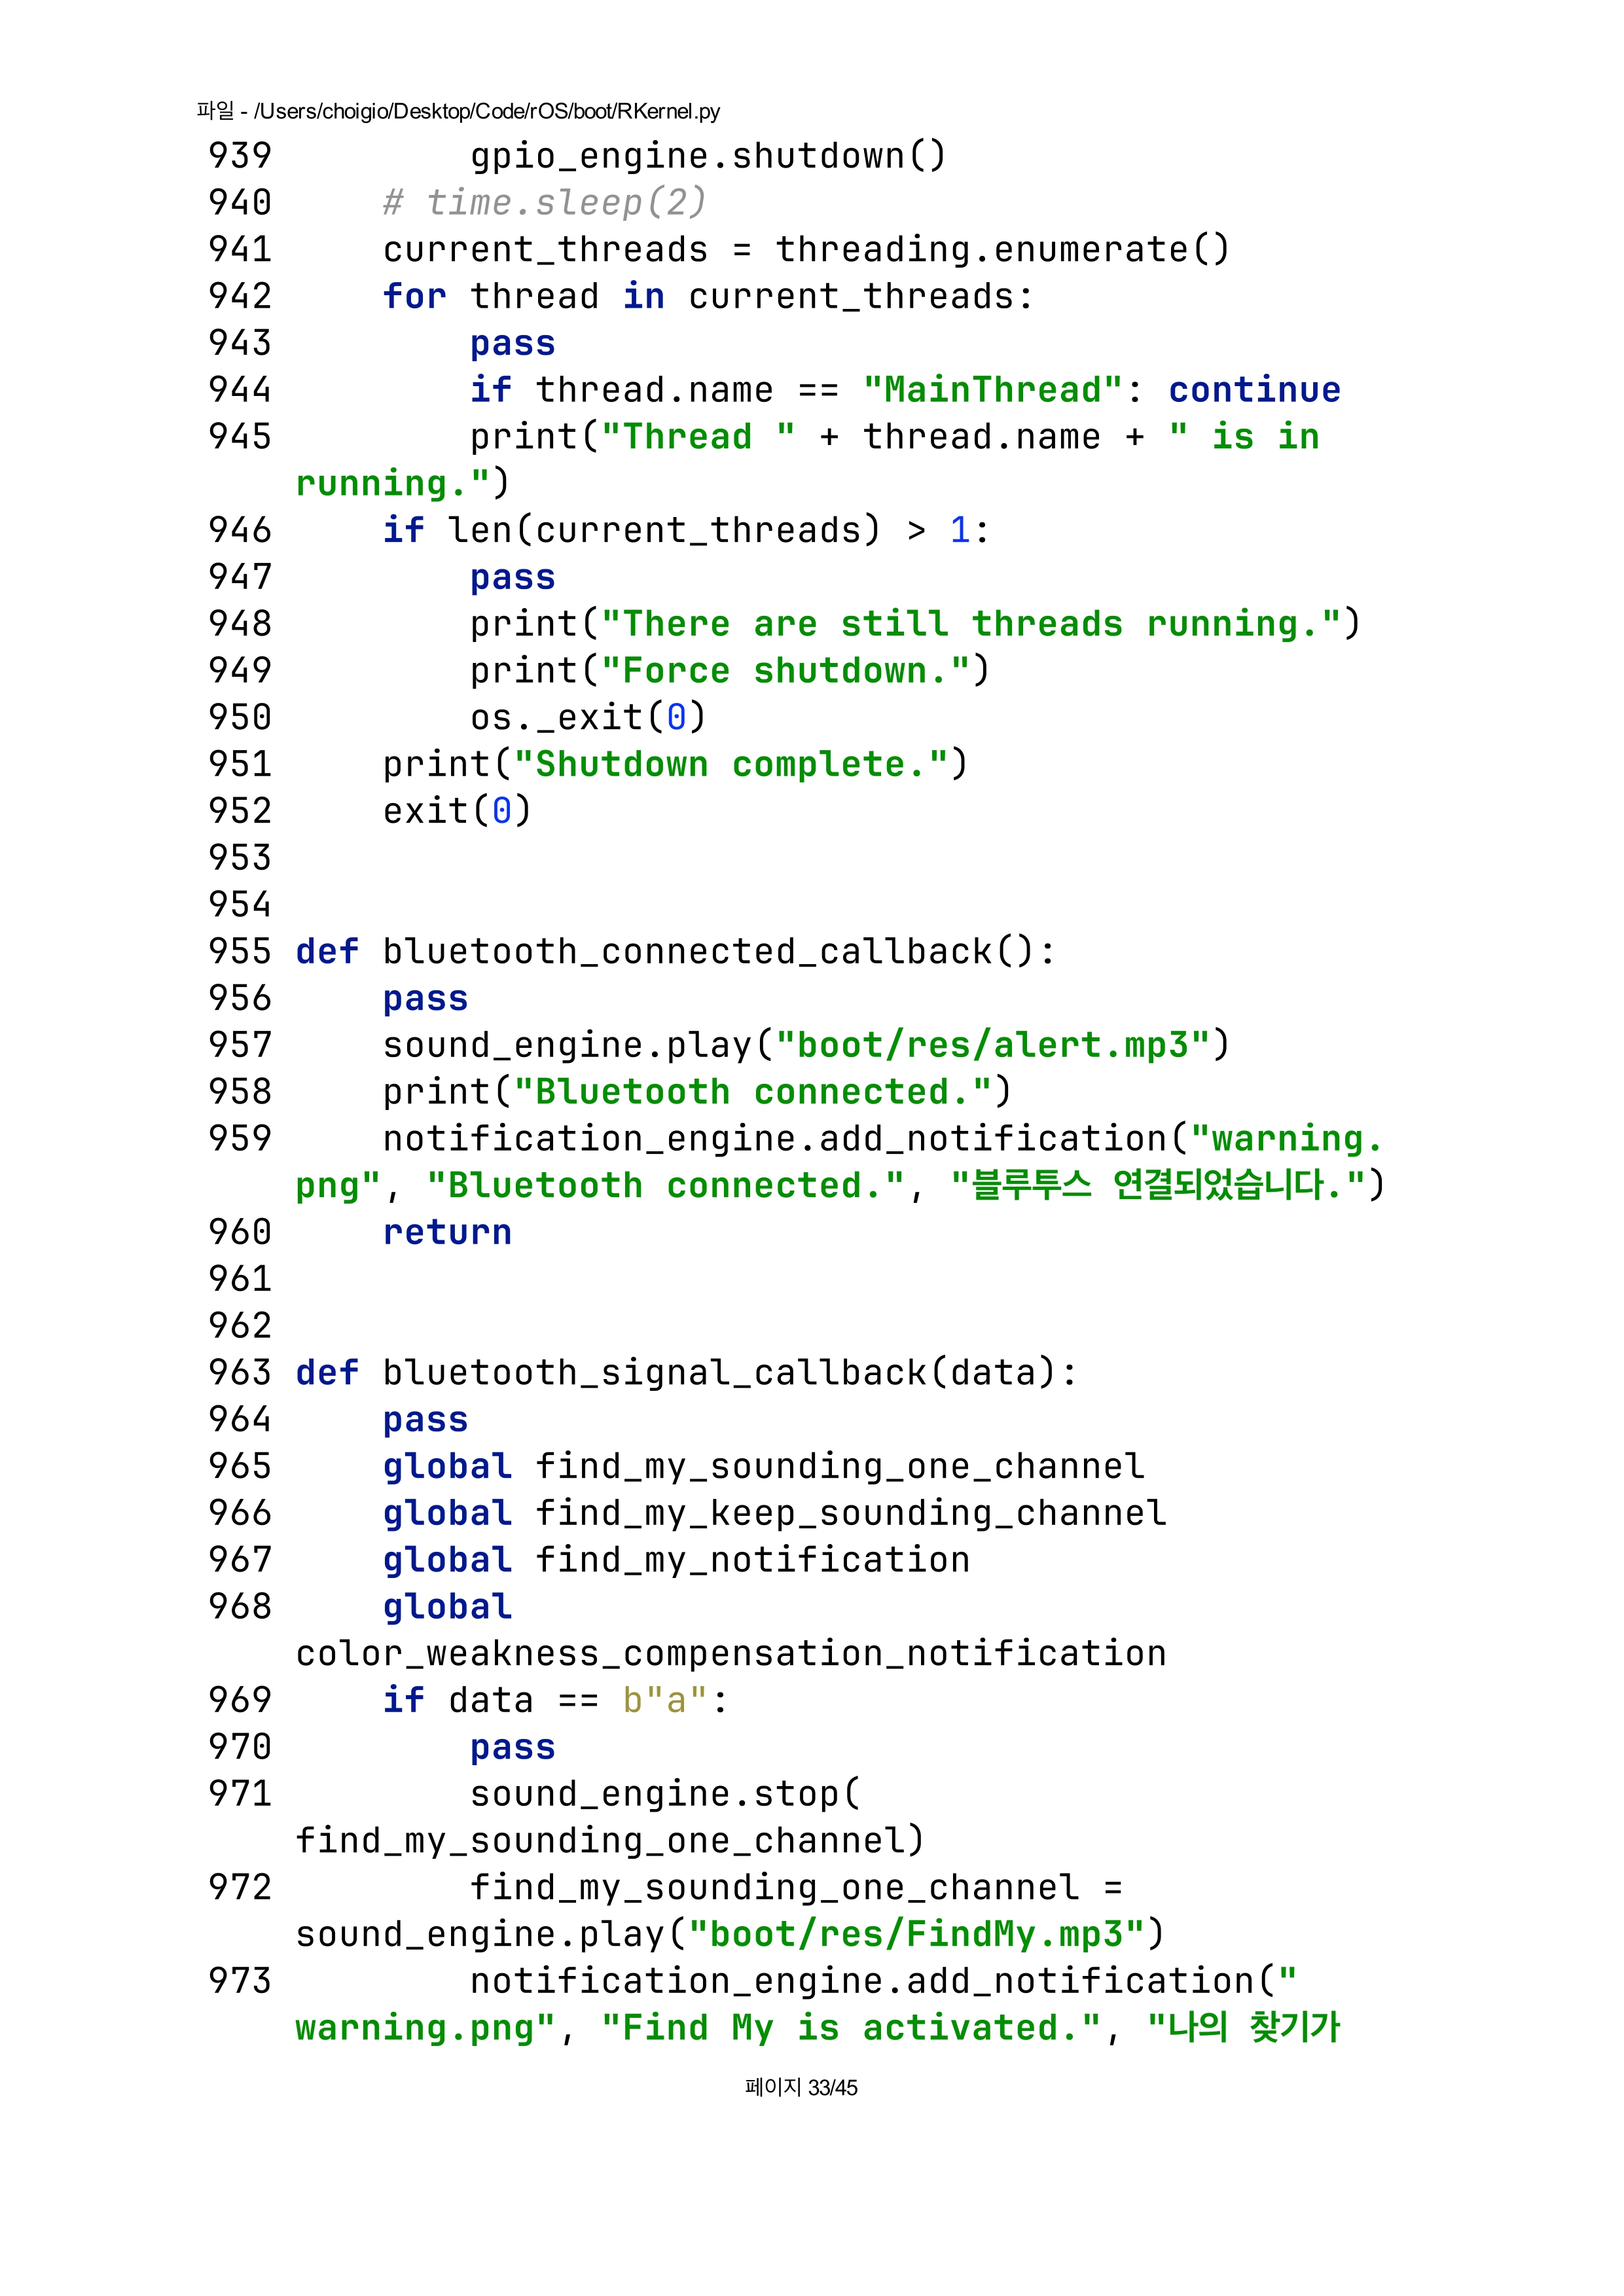 파일 - /Users/choigio/Desktop/Code/rOS/boot/RKernel.py
939         gpio_engine.shutdown()
940     # time.sleep(2)
941     current_threads = threading.enumerate()
942     for thread in current_threads:
943         pass
944         if thread.name == "MainThread": continue
945         print("Thread " + thread.name + " is in
running.")
946     if len(current_threads) > 1:
947         pass
948         print("There are still threads running.")
949         print("Force shutdown.")
950         os._exit(0)
951     print("Shutdown complete.")
952     exit(0)
953
954
955 def bluetooth_connected_callback():
956     pass
957     sound_engine.play("boot/res/alert.mp3")
958     print("Bluetooth connected.")
959     notification_engine.add_notification("warning.
png", "Bluetooth connected.", "블루투스 연결되었습니다.")
960     return
961
962
963 def bluetooth_signal_callback(data):
964     pass
965     global find_my_sounding_one_channel
966     global find_my_keep_sounding_channel
967     global find_my_notification
968     global
color_weakness_compensation_notification
969     if data == b"a":
970         pass
971         sound_engine.stop(
find_my_sounding_one_channel)
972         find_my_sounding_one_channel =
sound_engine.play("boot/res/FindMy.mp3")
973         notification_engine.add_notification("
warning.png", "Find My is activated.", "나의 찾기가
페이지 33/45